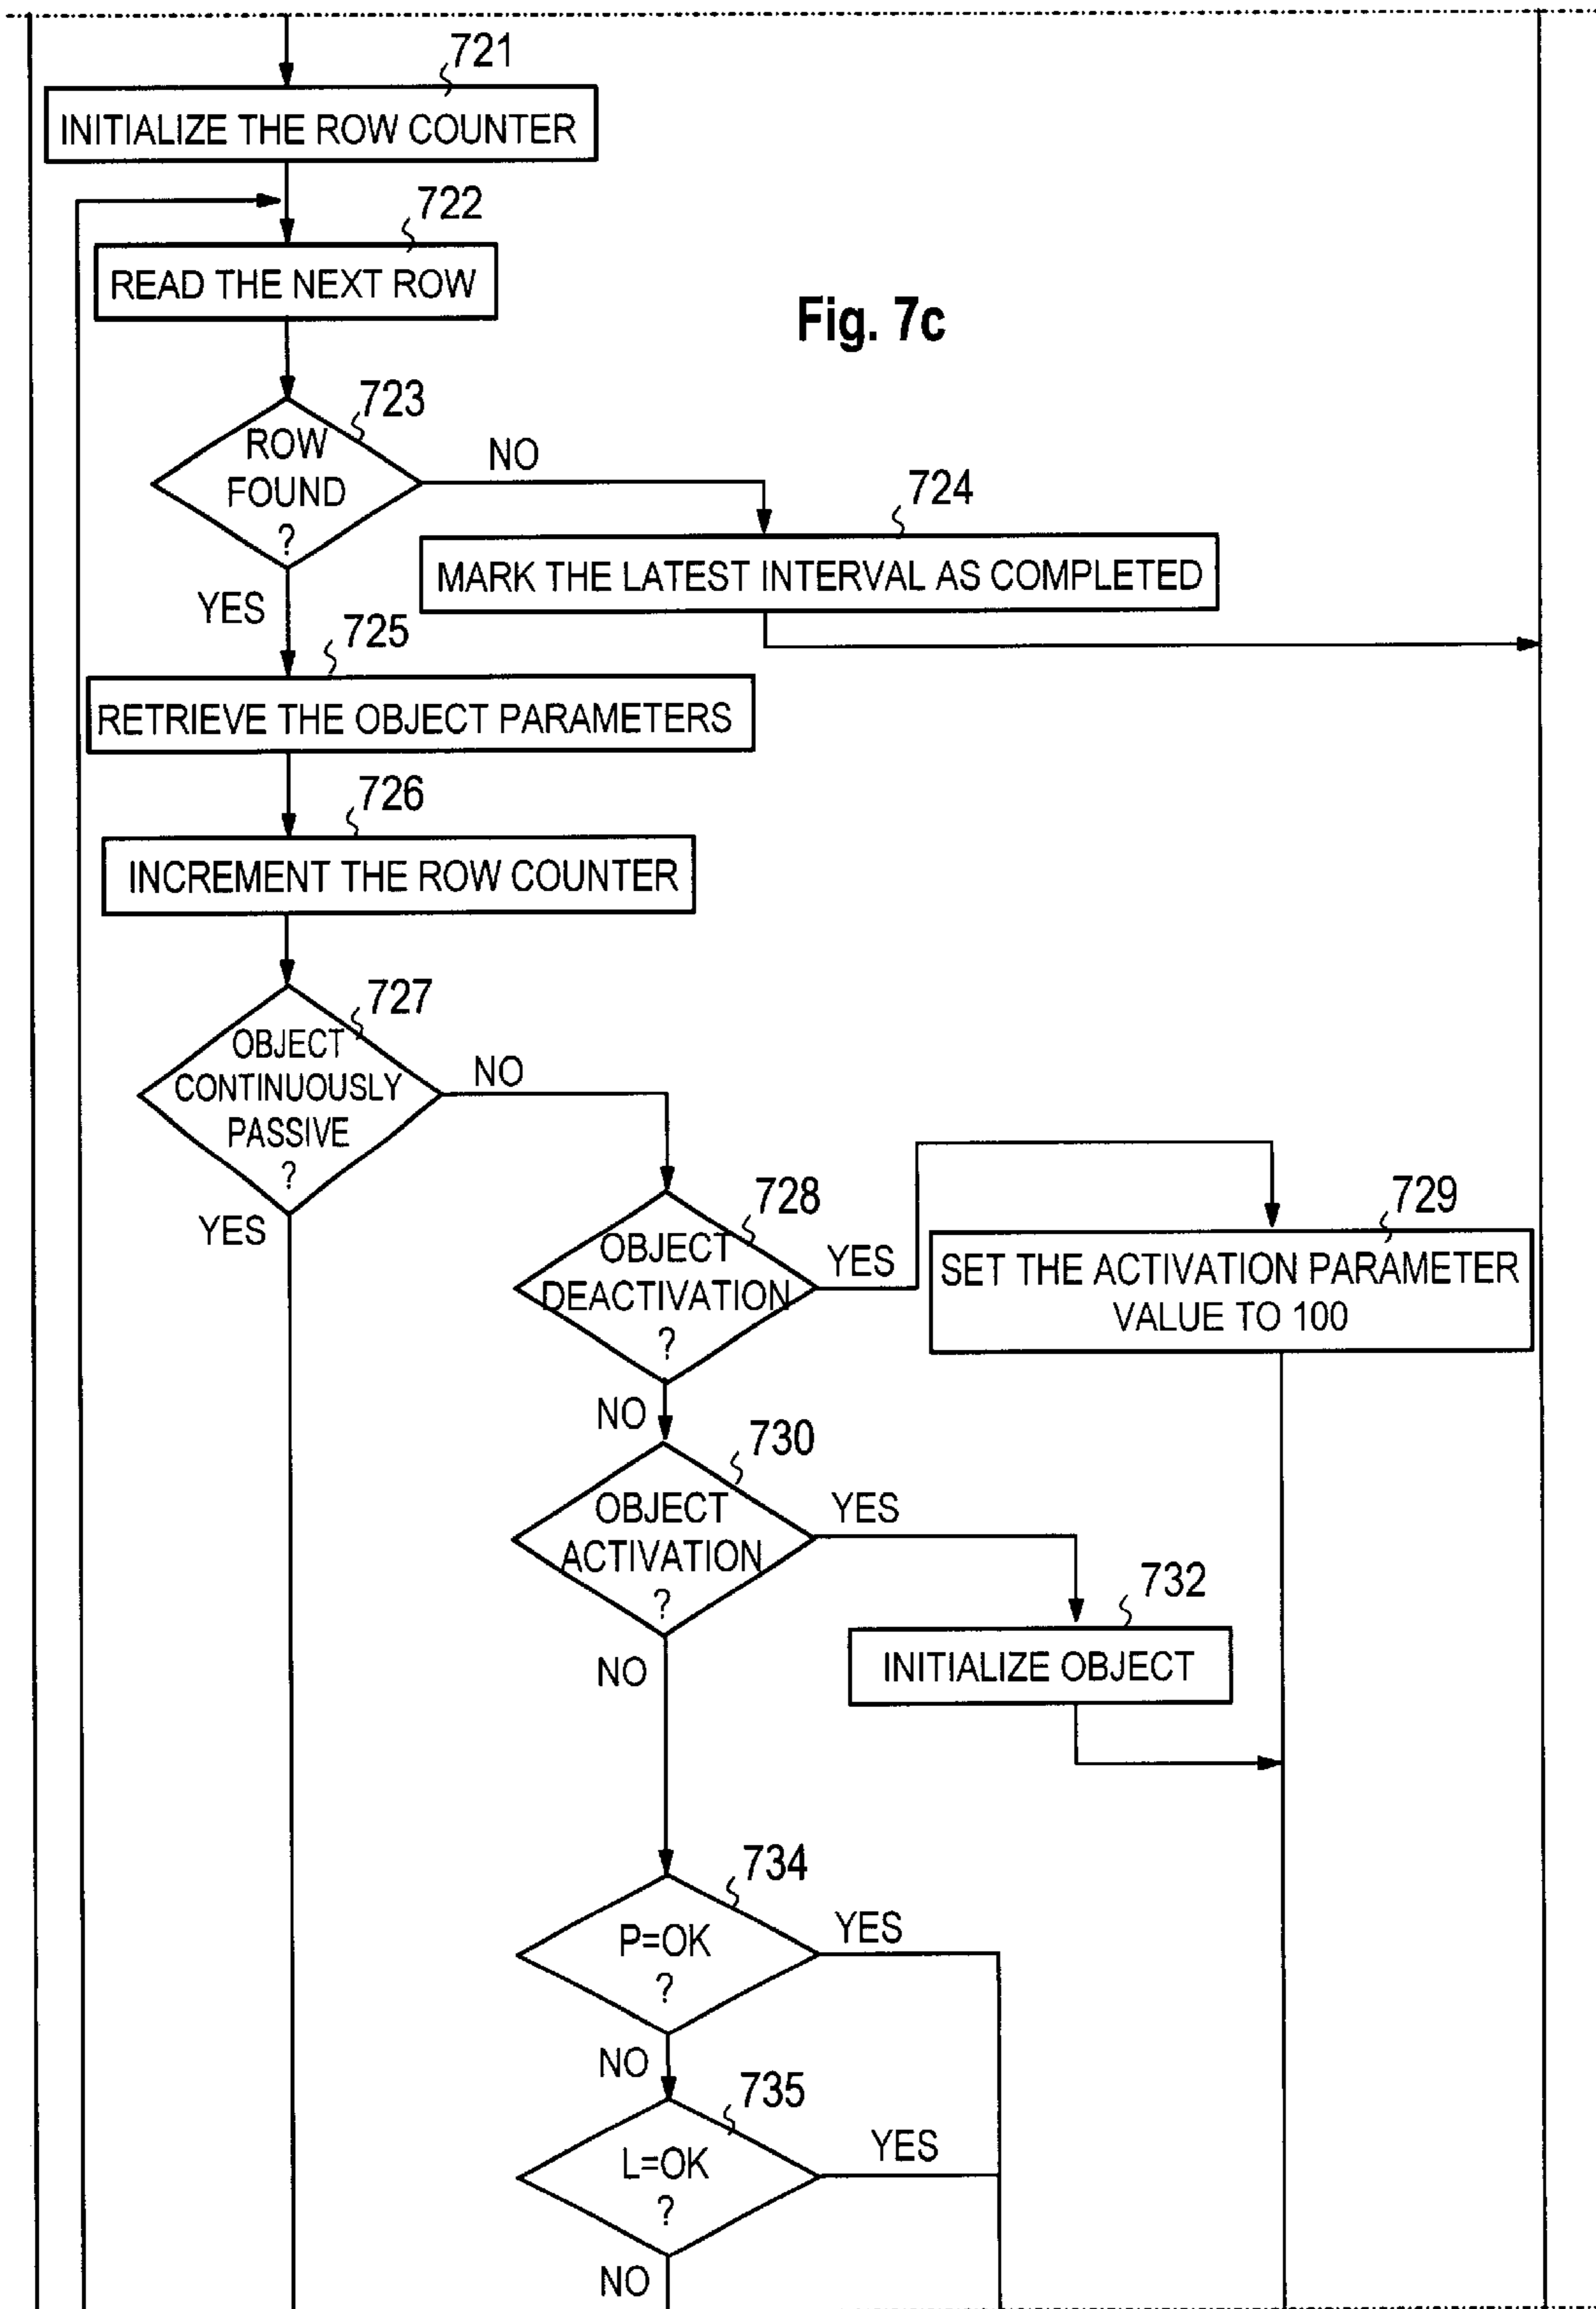 721
INITIALIZE THE ROW COUNTER
722
READ THE NEXT ROW
Fig. 7c
723
ROW
FOUND
?
NO
YES
724
MARK THE LATEST INTERVAL AS COMPLETED
725
RETRIEVE THE OBJECT PARAMETERS
726
INCREMENT THE ROW COUNTER
727
OBJECT
CONTINUOUSLY
PASSIVE
?
NO
YES
728
OBJECT
DEACTIVATION
?
YES
NO
729
SET THE ACTIVATION PARAMETER
VALUE TO 100
730
OBJECT
ACTIVATION
?
YES
NO
732
INITIALIZE OBJECT
734
P=OK
?
YES
NO
735
L=OK
?
YES
NO